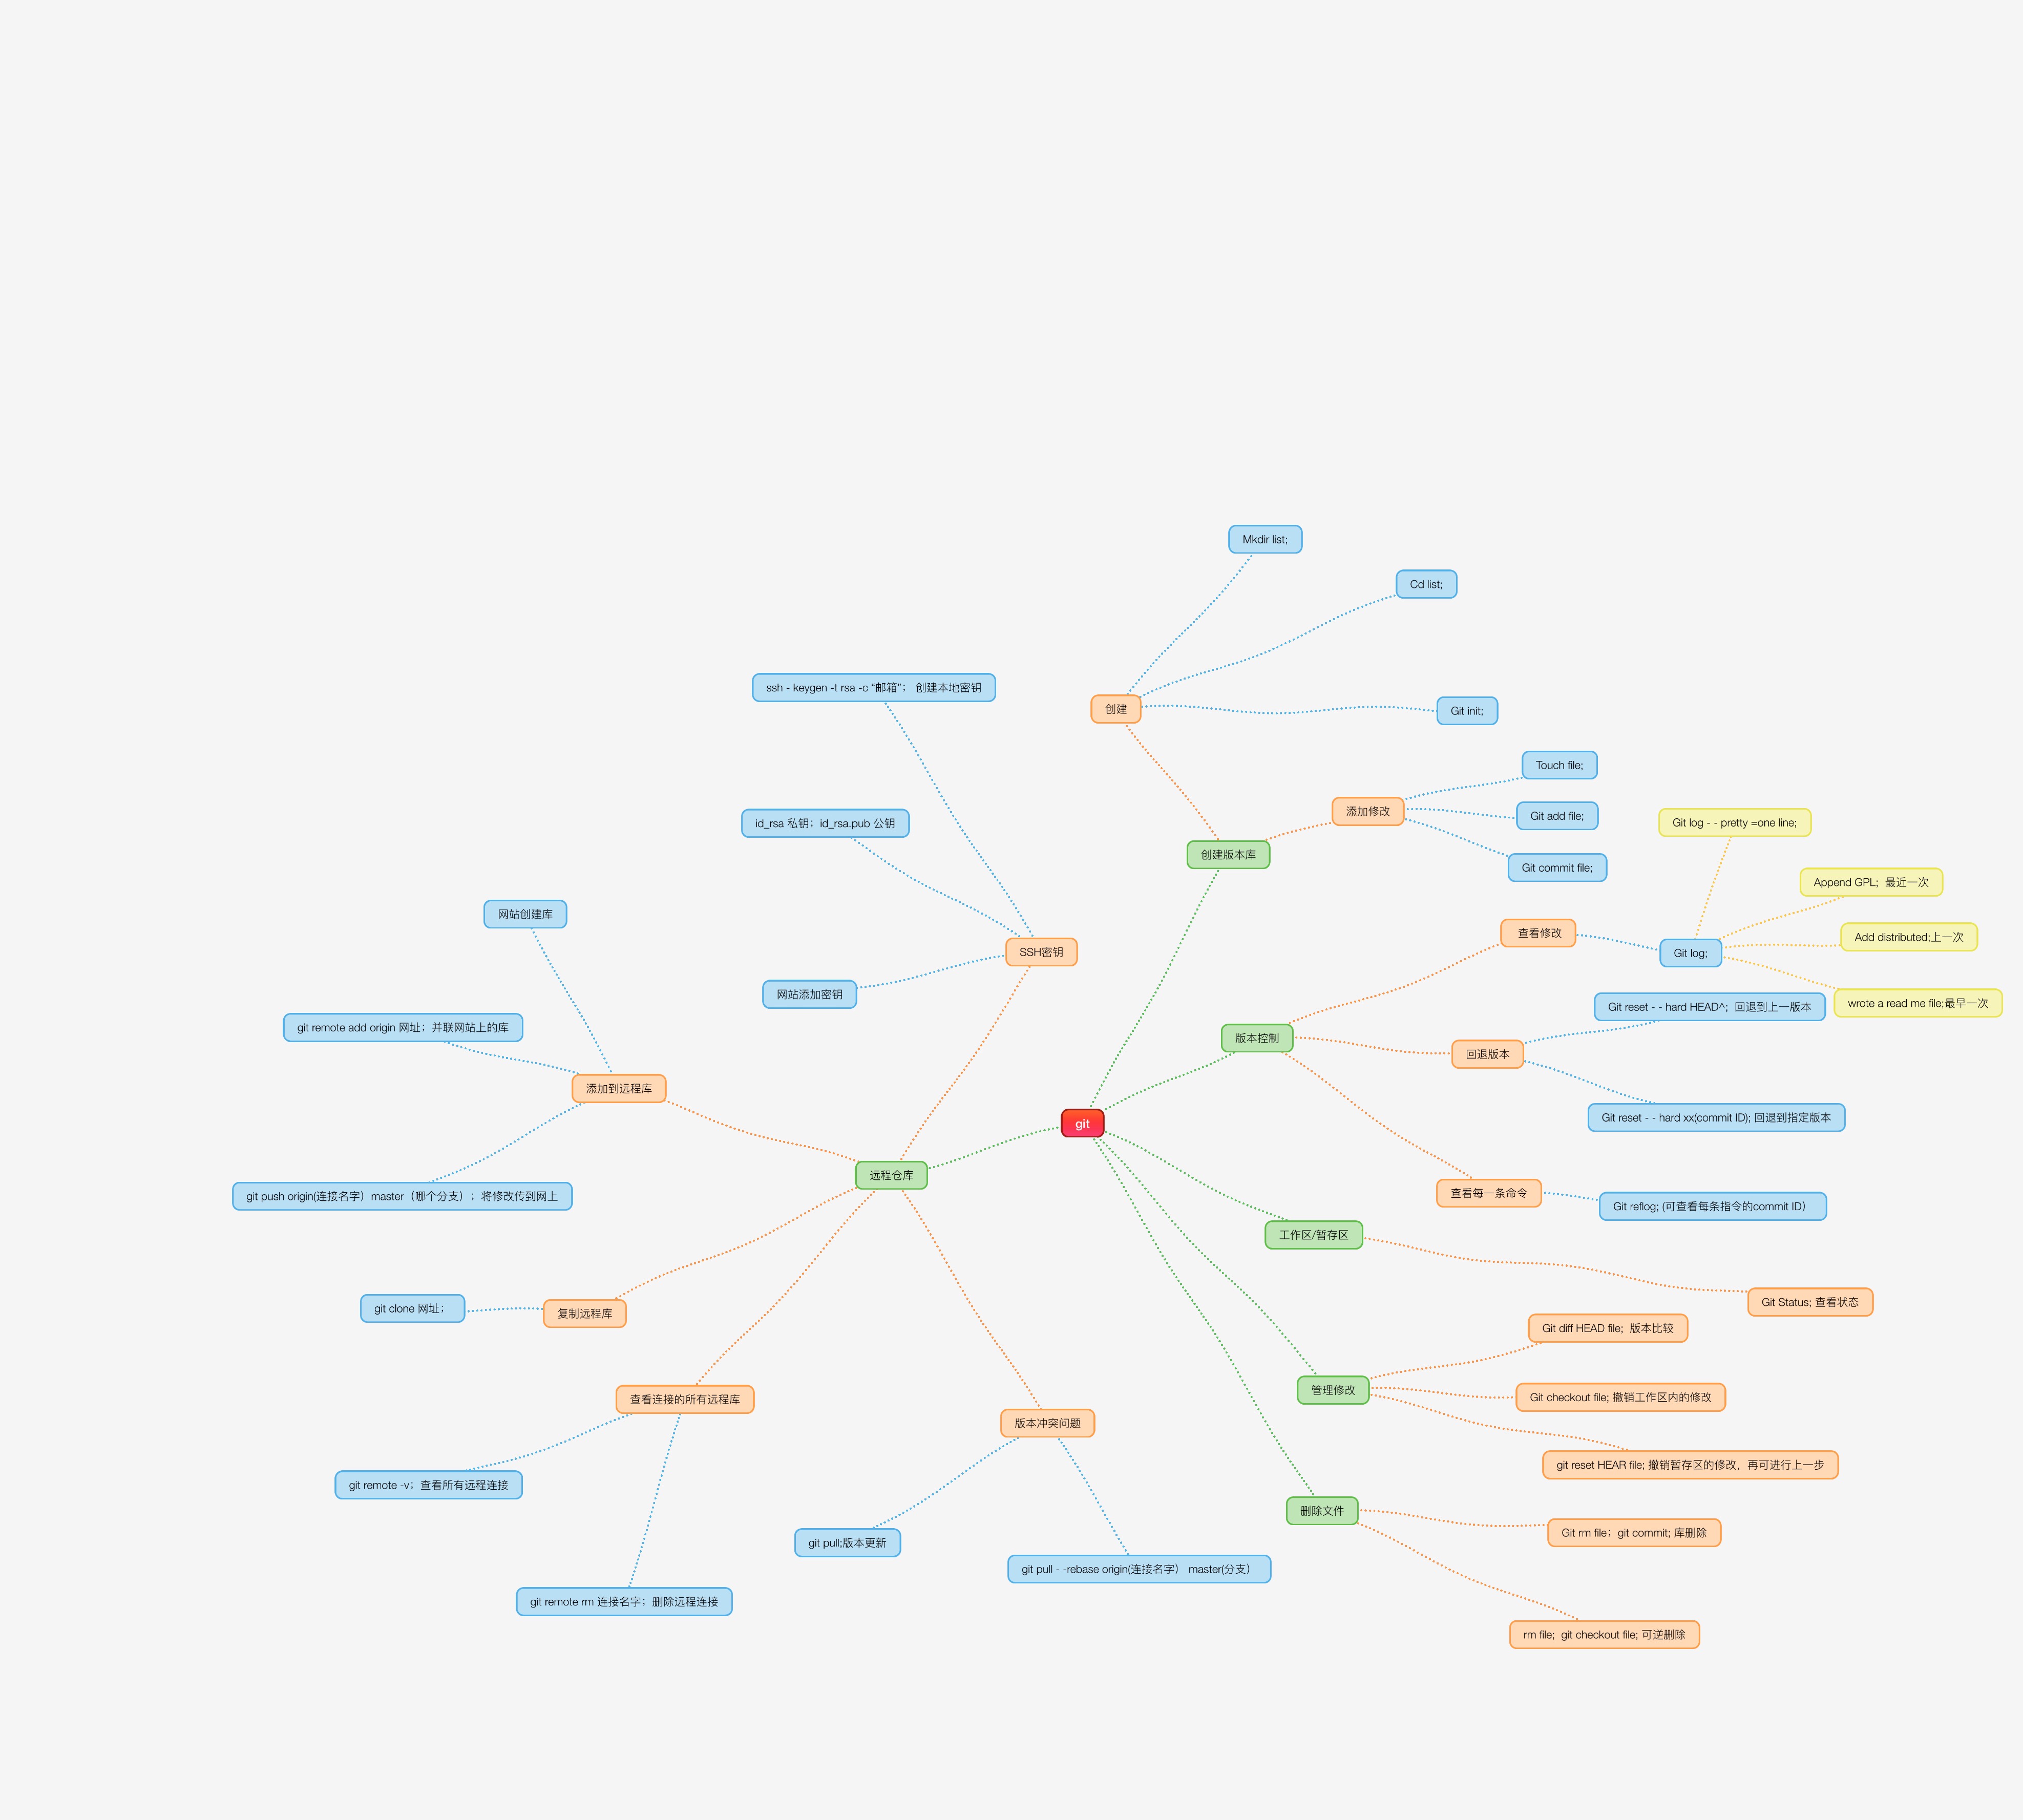 git
创建版本库
创建
Mkdir list;
Cd list;
Git init;
添加修改
Touch file;
Git add file;
Git commit file;
版本控制
查看修改
Git log;
Git log - - pretty =one line;
Append GPL; 最近一次
Add distributed;上一次
wrote a read me file;最早一次
回退版本
Git reset - - hard HEAD^; 回退到上一版本
Git reset - - hard xx(commit ID); 回退到指定版本
查看每一条命令
Git reflog; (可查看每条指令的commit ID）
工作区/暂存区
Git Status; 查看状态
管理修改
Git diff HEAD file; 版本比较
Git checkout file; 撤销工作区内的修改
git reset HEAR file; 撤销暂存区的修改，再可进行上一步
删除文件
Git rm file；git commit; 库删除
rm file; git checkout file; 可逆删除
远程仓库
SSH密钥
ssh - keygen -t rsa -c “邮箱”； 创建本地密钥
id_rsa 私钥；id_rsa.pub 公钥
网站添加密钥
添加到远程库
网站创建库
git remote add origin 网址；并联网站上的库
git push origin(连接名字）master（哪个分支）；将修改传到网上
复制远程库
git clone 网址；
查看连接的所有远程库
git remote -v；查看所有远程连接
git remote rm 连接名字；删除远程连接
版本冲突问题
git pull;版本更新
git pull - -rebase origin(连接名字） master(分支）